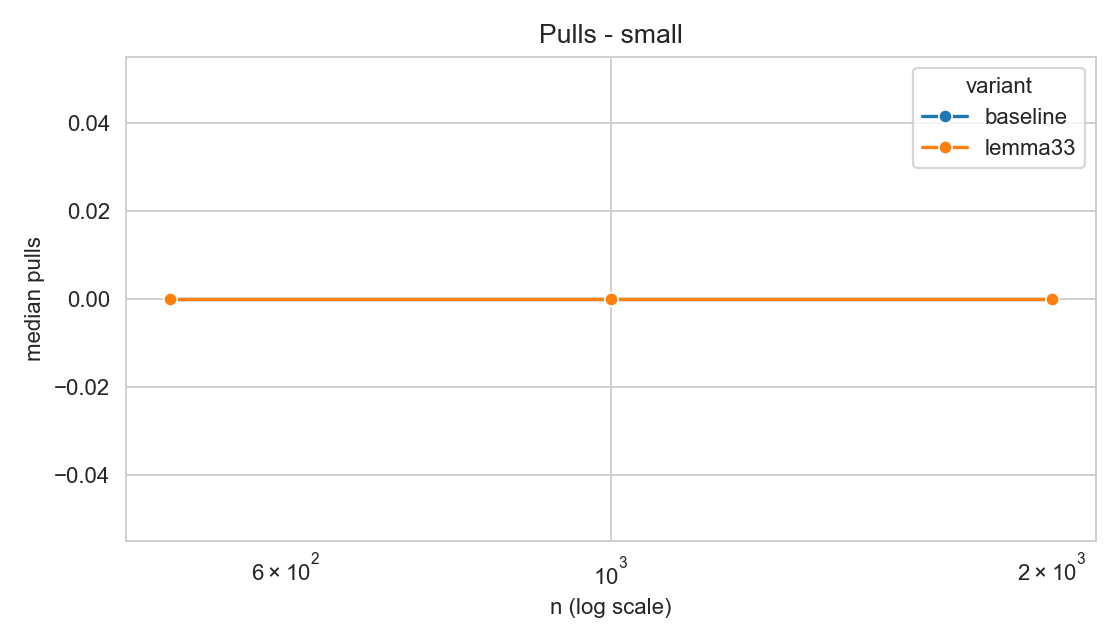 Pulls - small
variant
baseline
lemma33
0.04
0.02
0.00
−0.02
−0.04
median pulls
6 × 10²
10³
2 × 10³
n (log scale)